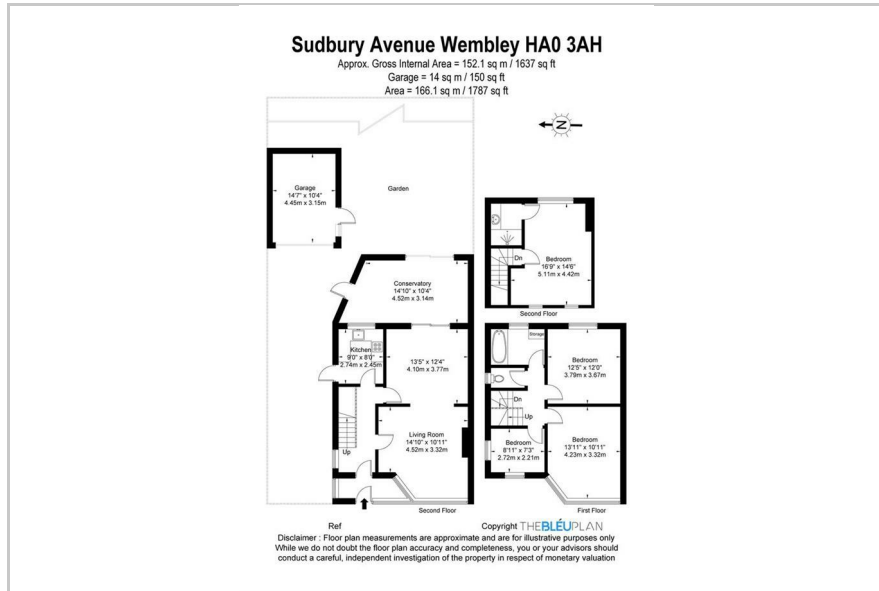 Sudbury Avenue Wembley HA0 3AH
Approx. Gross Internal Area = 152.1 sq m / 1637 sq ft
Garage = 14 sq m / 150 sq ft
Area = 166.1 sq m / 1787 sq ft
N
Garage
14'7" x 10'4"
4.45m x 3.15m
Garden
Conservatory
14'10" x 10'4"
4.52m x 3.14m
Kitchen
9'0" x 8'0"
2.74m x 2.45m
13'5" x 12'4"
4.10m x 3.77m
Living Room
14'10" x 10'11"
4.52m x 3.32m
Up
Second Floor
Dn
Bedroom
16'9" x 14'6"
5.11m x 4.42m
Second Floor
Storage
Bedroom
12'5" x 12'0"
3.79m x 3.67m
Dn
Up
Bedroom
8'11" x 7'3"
2.72m x 2.21m
Bedroom
13'11" x 10'11"
4.23m x 3.32m
First Floor
Ref
Copyright THEBLÉUPLAN
Disclaimer : Floor plan measurements are approximate and are for illustrative purposes only
While we do not doubt the floor plan accuracy and completeness, you or your advisors should
conduct a careful, independent investigation of the property in respect of monetary valuation